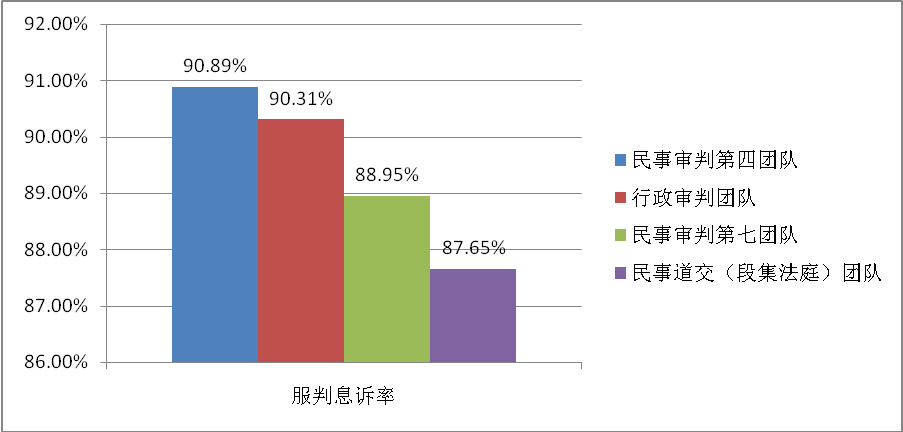 92.00%
91.00%
90.00%
89.00%
88.00%
87.00%
86.00%
90.89%
90.31%
88.95%
87.65%
服判息诉率
民事审判第四团队
行政审判团队
民事审判第七团队
民事道交（段集法庭）团队